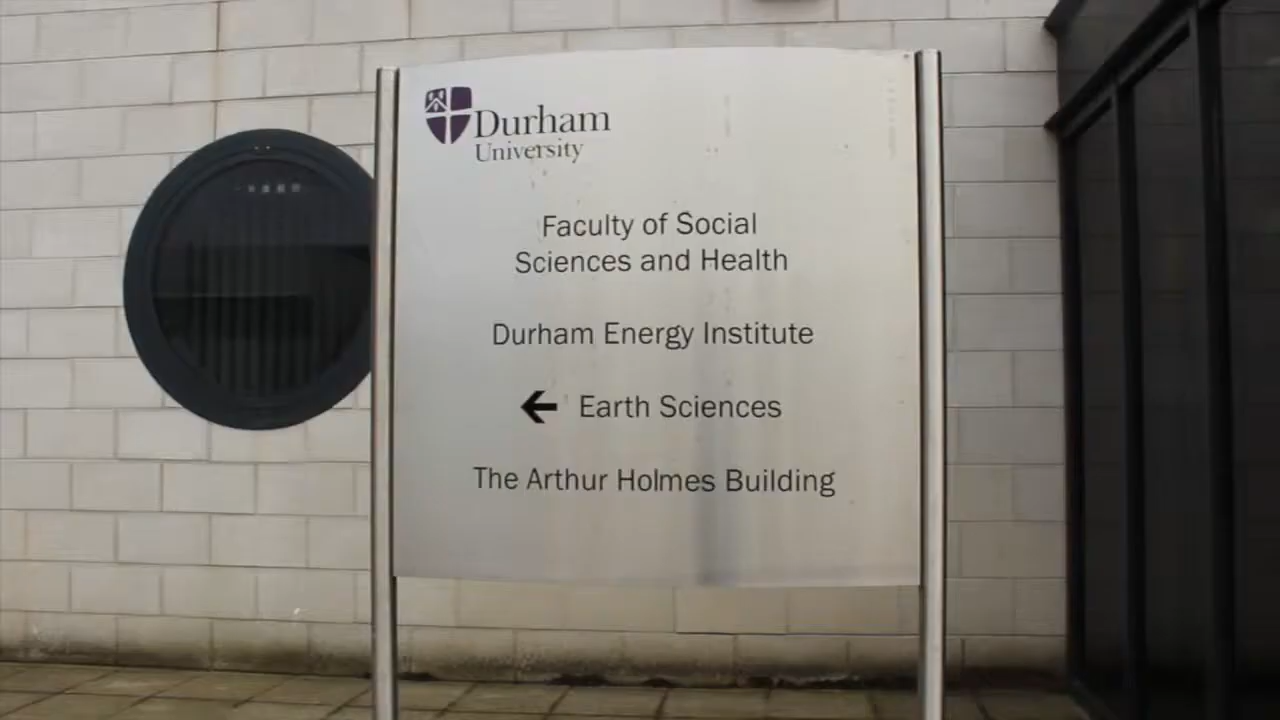 Durham
University
Faculty of Social
Sciences and Health
Durham Energy Institute
← Earth Sciences
The Arthur Holmes Building